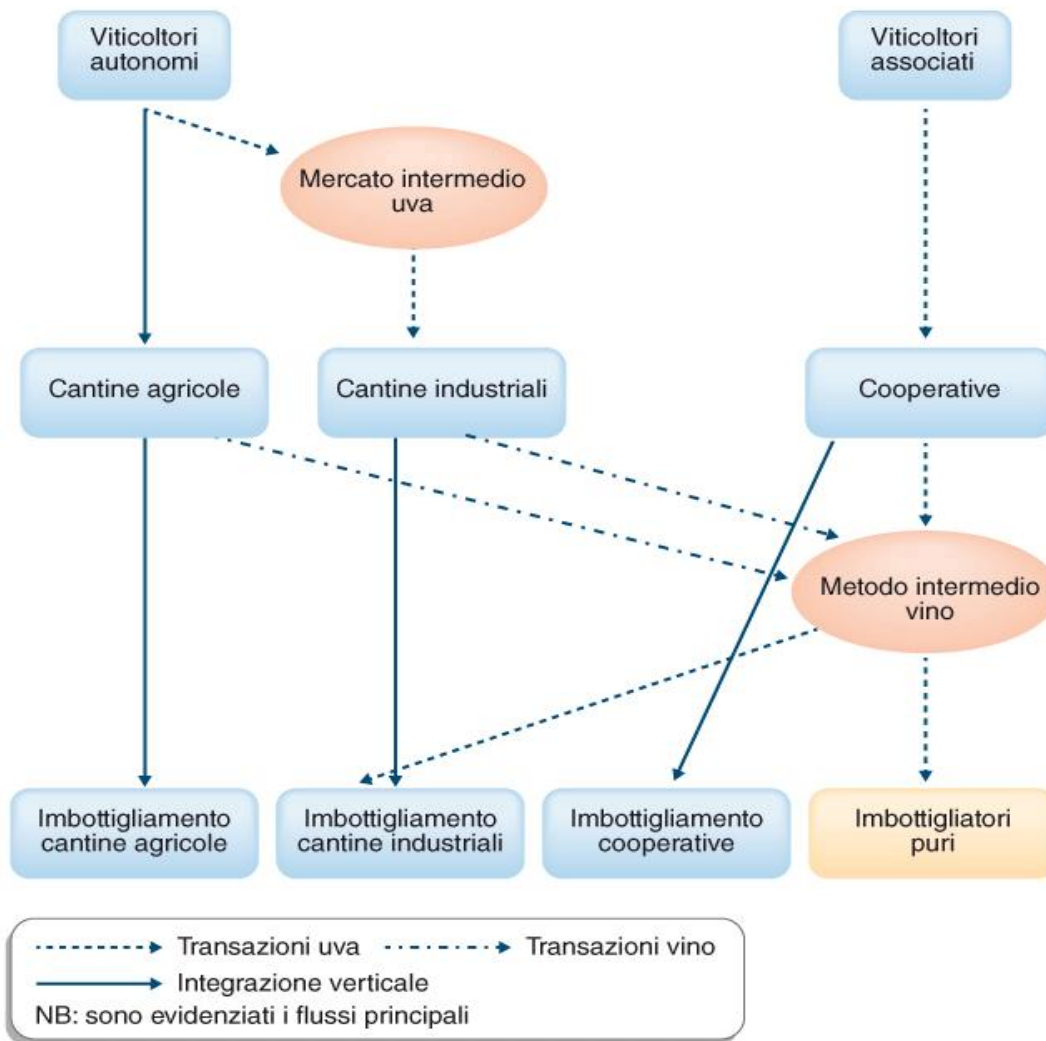 Viticoltori
autonomi
Viticoltori
associati
Mercato intermedio
uva
Cantine agricole
Cantine industriali
Cooperative
Metodo intermedio
vino
Imbottigliamento
cantine agricole
Imbottigliamento
cantine industriali
Imbottigliamento
cooperative
Imbottigliatori
puri
Transazioni uva
Transazioni vino
Integrazione verticale
NB: sono evidenziati i flussi principali